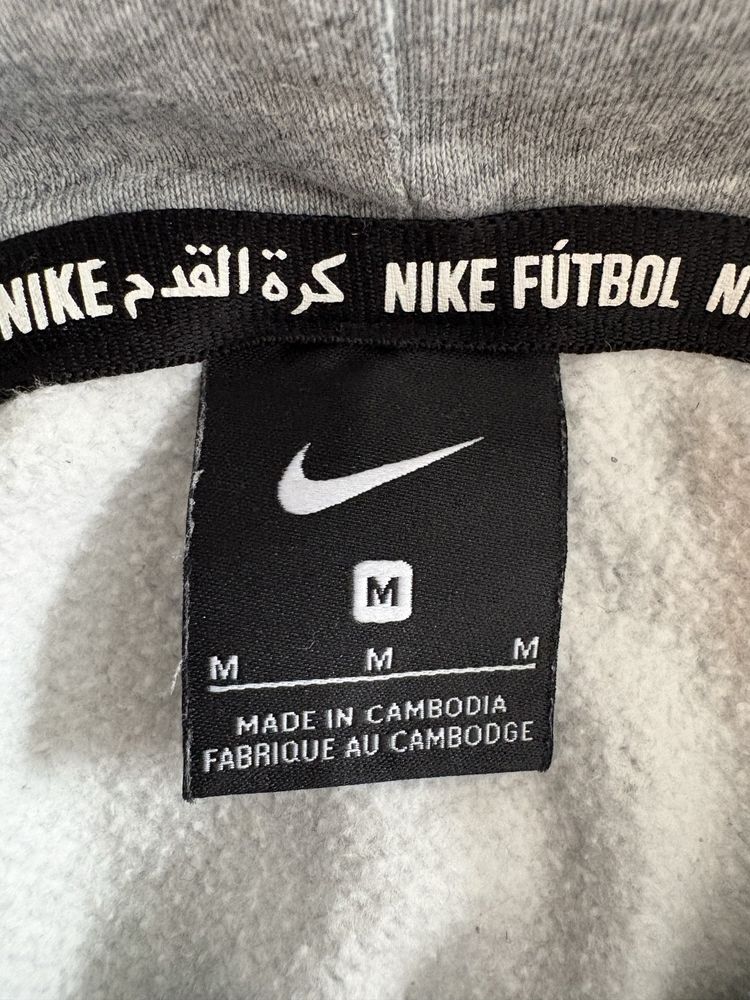 NIKE كرة القدم NIKE FÚTBOL
M
M M M
MADE IN CAMBODIA
FABRIQUE AU CAMBODGE